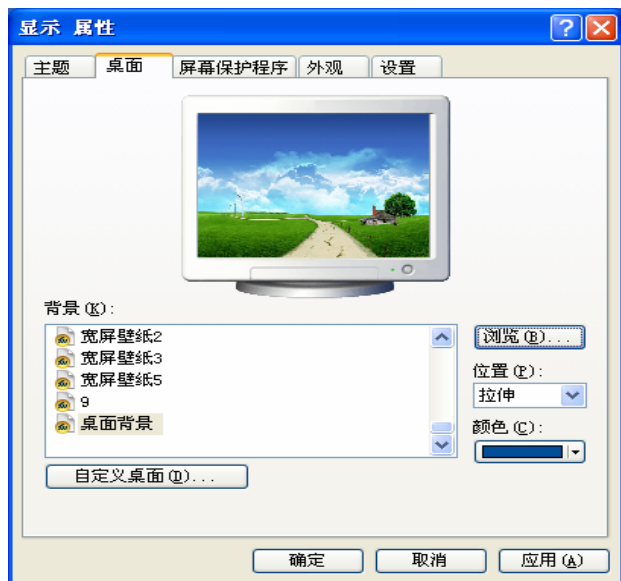 显示 属性
主题 桌面 屏幕保护程序 外观 设置
背景(K):
宽屏壁纸2
宽屏壁纸3
宽屏壁纸5
9
桌面背景
浏览(B)...
位置(P):
拉伸
颜色(C):
自定义桌面(D)...
确定 取消 应用(A)